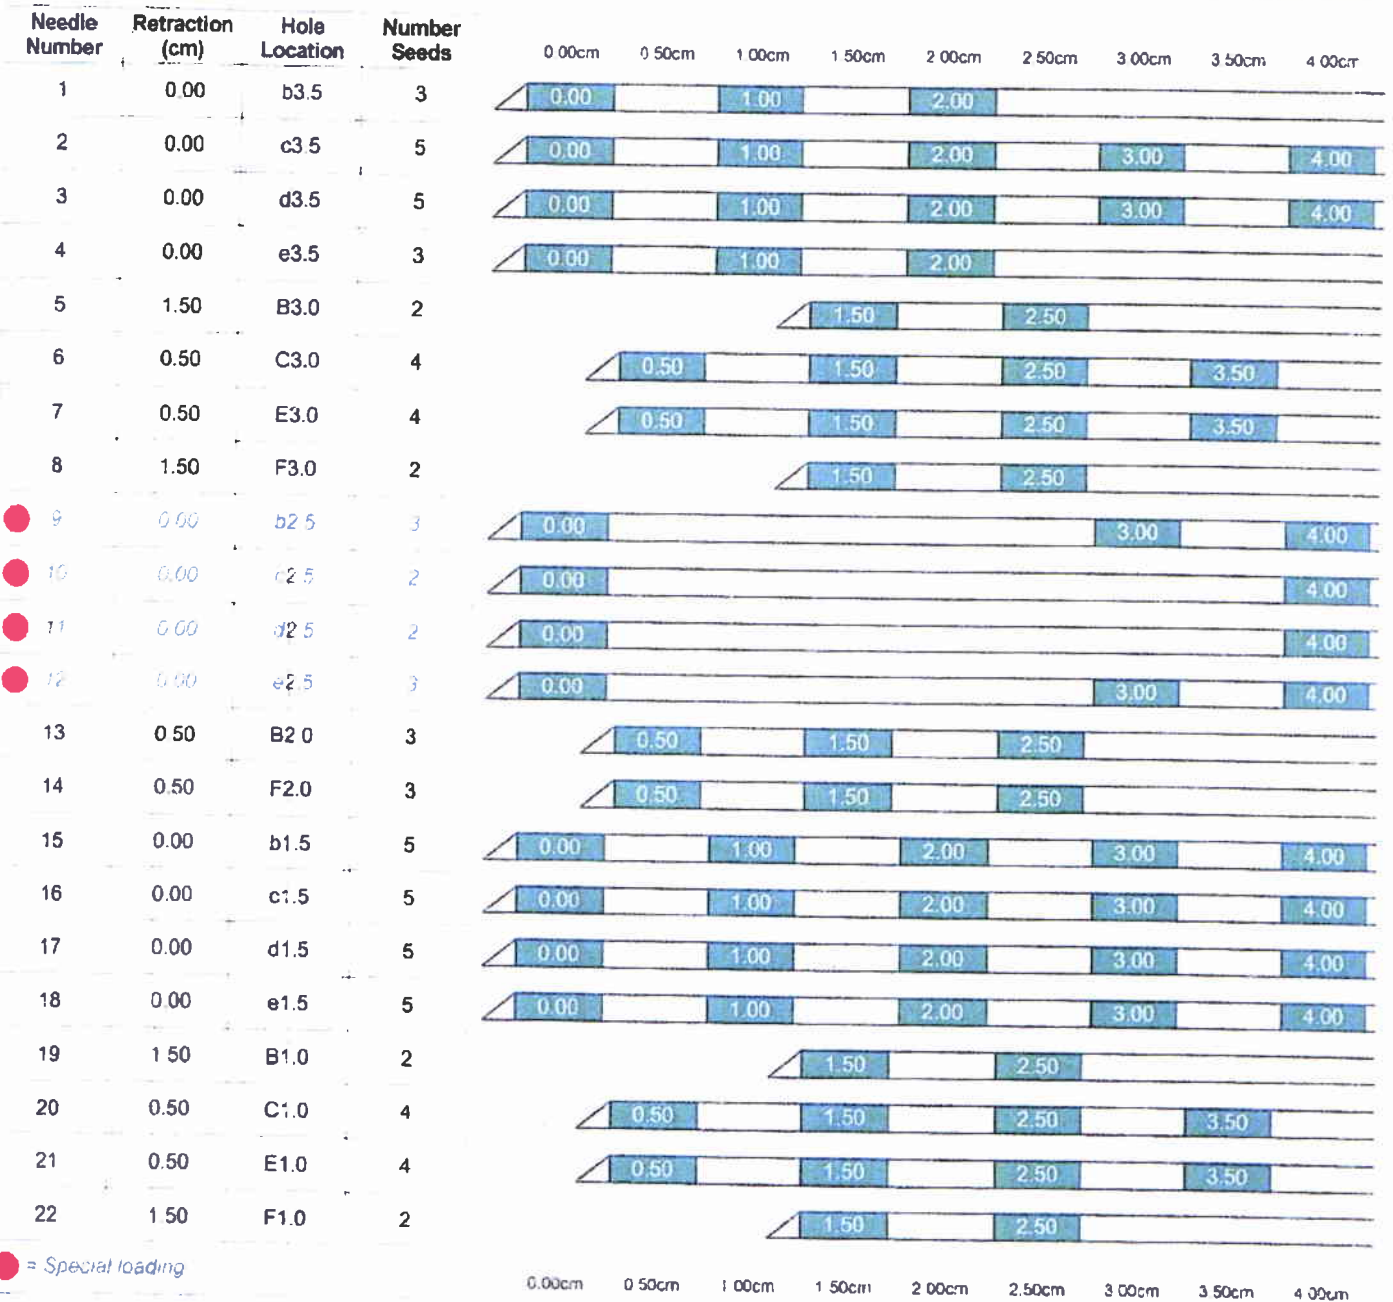 Needle Number Retraction (cm) Hole Location Number Seeds
0.00cm 0.50cm 1.00cm 1.50cm 2.00cm 2.50cm 3.00cm 3.50cm 4.00cm
1 0.00 b3.5 3 0.00 1.00 2.00
2 0.00 c3.5 5 0.00 1.00 2.00 3.00 4.00
3 0.00 d3.5 5 0.00 1.00 2.00 3.00 4.00
4 0.00 e3.5 3 0.00 1.00 2.00
5 1.50 B3.0 2 1.50 2.50
6 0.50 C3.0 4 0.50 1.50 2.50 3.50
7 0.50 E3.0 4 0.50 1.50 2.50 3.50
8 1.50 F3.0 2 1.50 2.50
9 0.00 b2.5 3 0.00 3.00 4.00
10 0.00 c2.5 2 0.00 4.00
11 0.00 d2.5 2 0.00 4.00
12 0.00 e2.5 3 0.00 3.00 4.00
13 0.50 B2.0 3 0.50 1.50 2.50
14 0.50 F2.0 3 0.50 1.50 2.50
15 0.00 b1.5 5 0.00 1.00 2.00 3.00 4.00
16 0.00 c1.5 5 0.00 1.00 2.00 3.00 4.00
17 0.00 d1.5 5 0.00 1.00 2.00 3.00 4.00
18 0.00 e1.5 5 0.00 1.00 2.00 3.00 4.00
19 1.50 B1.0 2 1.50 2.50
20 0.50 C1.0 4 0.50 1.50 2.50 3.50
21 0.50 E1.0 4 0.50 1.50 2.50 3.50
22 1.50 F1.0 2 1.50 2.50
= Special loading
0.00cm 0.50cm 1.00cm 1.50cm 2.00cm 2.50cm 3.00cm 3.50cm 4.00cm